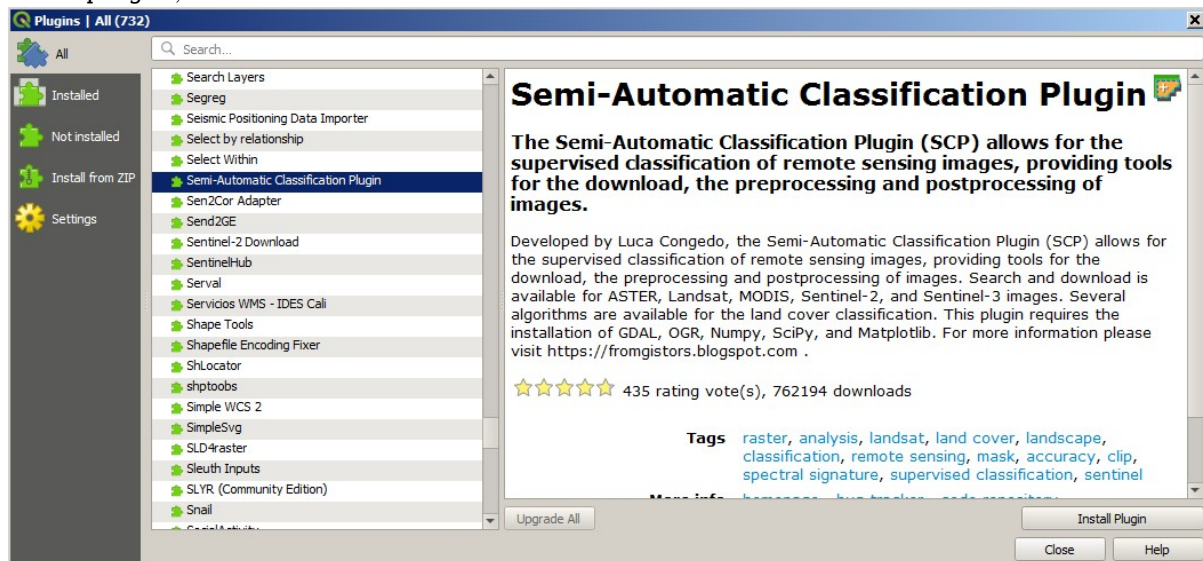 Plugins | All (732)
All
Search...
Installed
Not installed
Install from ZIP
Settings
Search Layers
Segreg
Seismic Positioning Data Importer
Select by relationship
Select Within
Semi-Automatic Classification Plugin
Sen2Cor Adapter
Send2GE
Sentinel-2 Download
SentinelHub
Serval
Servicios WMS - IDES Cali
Shape Tools
Shapefile Encoding Fixer
ShLocator
shptoobs
Simple WCS 2
SimpleSvg
SLD4raster
Sleuth Inputs
SLYR (Community Edition)
Snail
SocialActivity
Semi-Automatic Classification Plugin
The Semi-Automatic Classification Plugin (SCP) allows for the
supervised classification of remote sensing images, providing tools
for the download, the preprocessing and postprocessing of
images.
Developed by Luca Congedo, the Semi-Automatic Classification Plugin (SCP) allows for
the supervised classification of remote sensing images, providing tools for the
download, the preprocessing and postprocessing of images. Search and download is
available for ASTER, Landsat, MODIS, Sentinel-2, and Sentinel-3 images. Several
algorithms are available for the land cover classification. This plugin requires the
installation of GDAL, OGR, Numpy, SciPy, and Matplotlib. For more information please
visit https://fromgistors.blogspot.com .
435 rating vote(s), 762194 downloads
Tags raster, analysis, landsat, land cover, landscape,
classification, remote sensing, mask, accuracy, clip,
spectral signature, supervised classification, sentinel
More info homepage bug tracker code repository
Upgrade All
Install Plugin
Close
Help